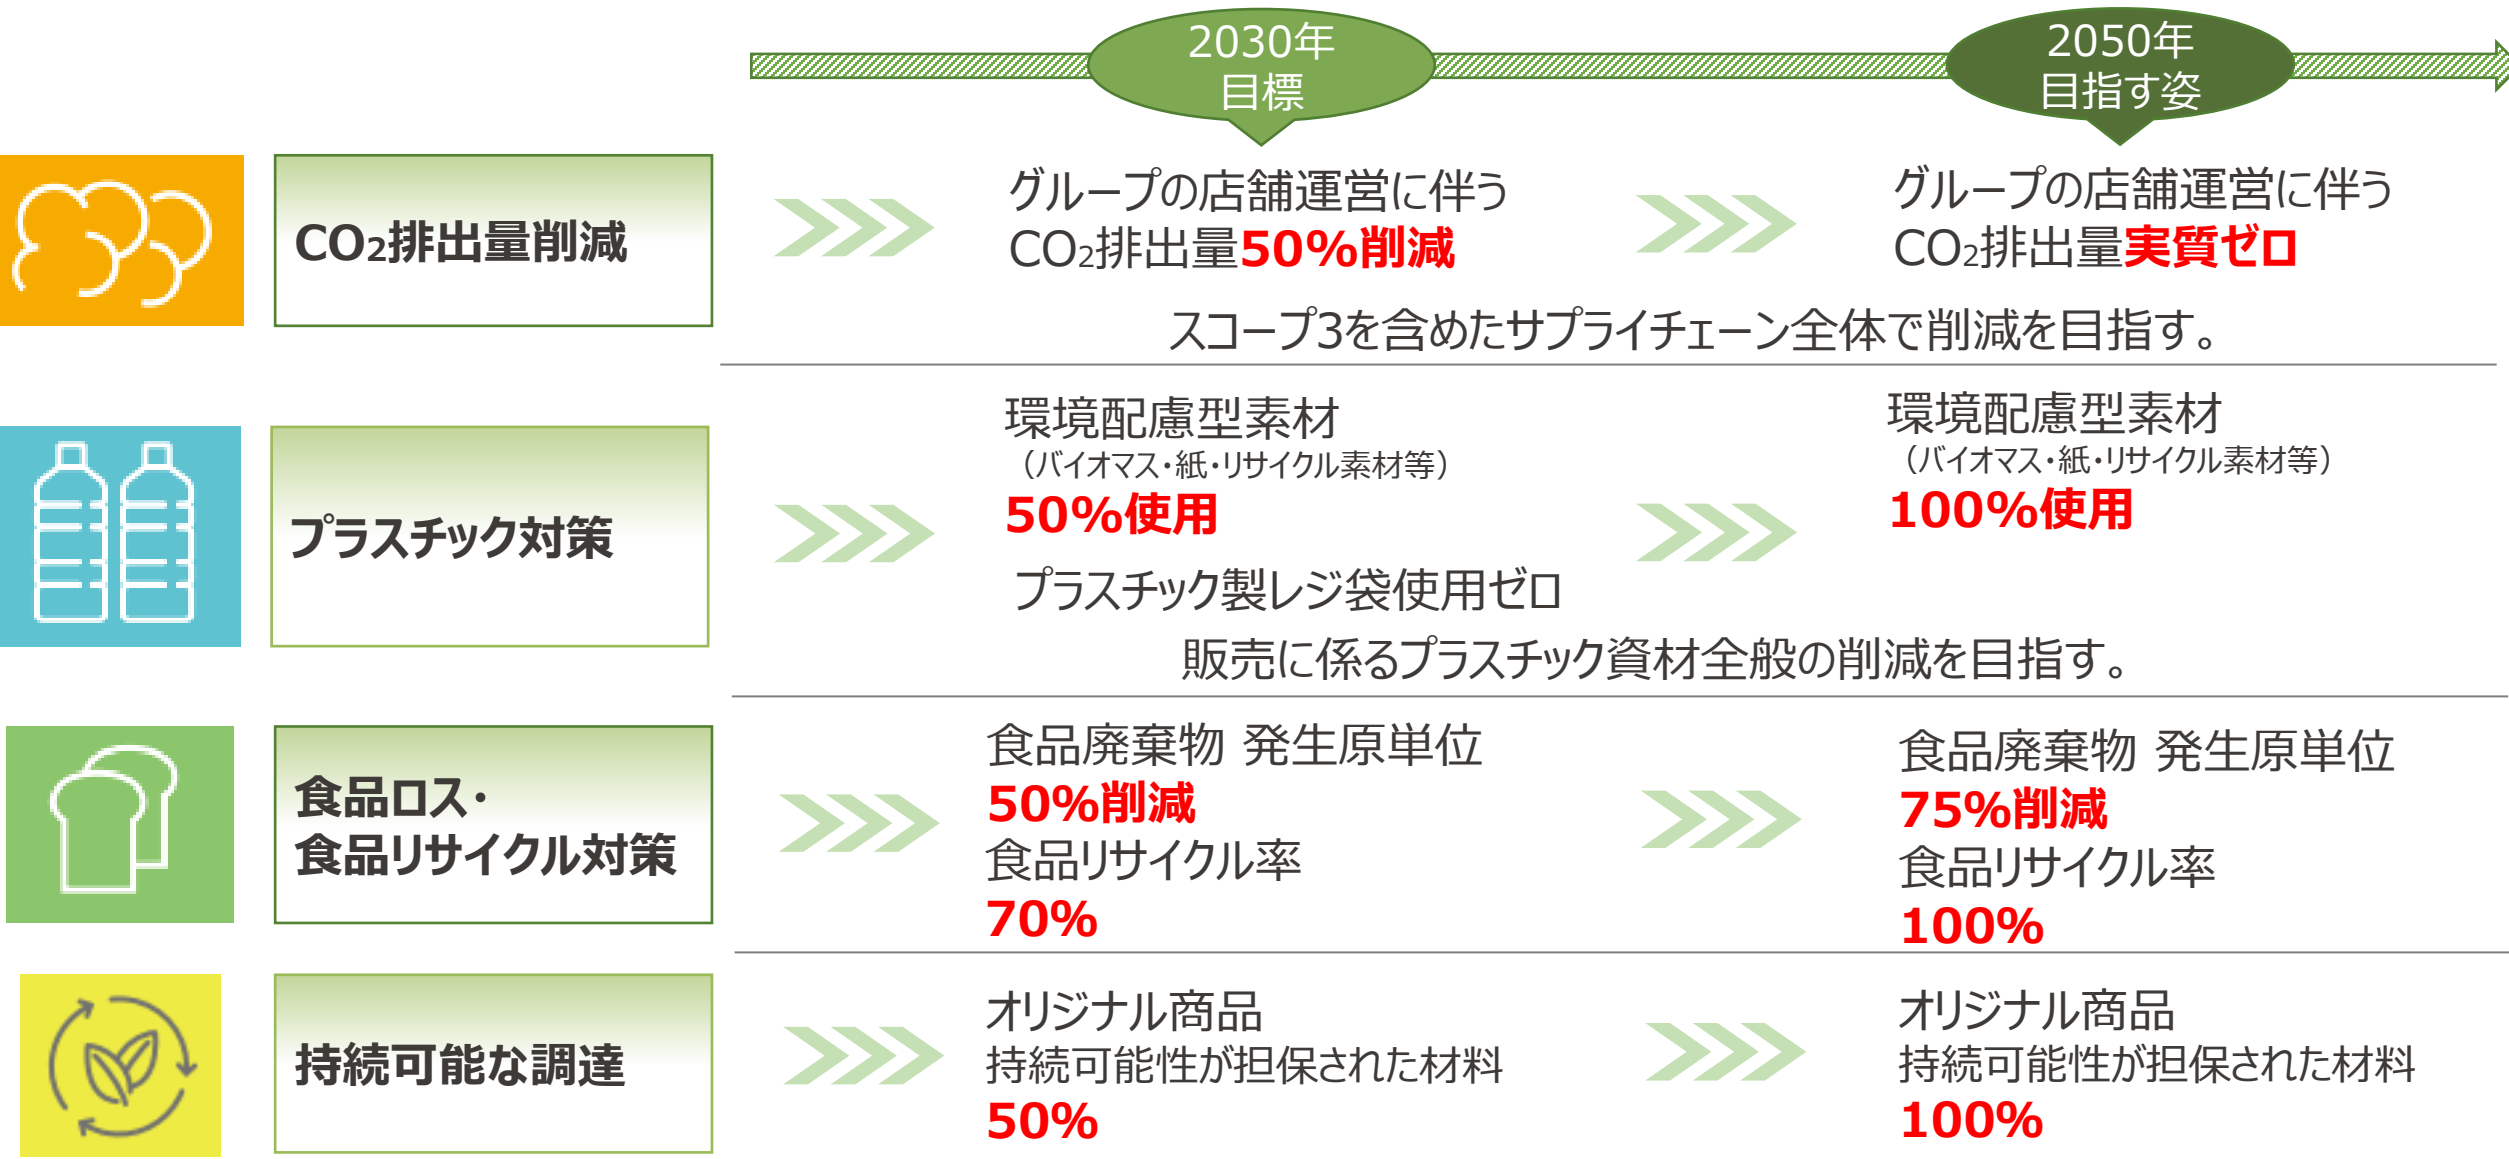 2030年
目標
2050年
目指す姿
CO₂排出量削減
グループの店舗運営に伴う
CO₂排出量50%削減
グループの店舗運営に伴う
CO₂排出量実質ゼロ
スコープ3を含めたサプライチェーン全体で削減を目指す。
プラスチック対策
環境配慮型素材
（バイオマス・紙・リサイクル素材等）
50%使用
プラスチック製レジ袋使用ゼロ
環境配慮型素材
（バイオマス・紙・リサイクル素材等）
100%使用
販売に係るプラスチック資材全般の削減を目指す。
食品ロス・
食品リサイクル対策
食品廃棄物 発生原単位
50%削減
食品リサイクル率
70%
食品廃棄物 発生原単位
75%削減
食品リサイクル率
100%
持続可能な調達
オリジナル商品
持続可能性が担保された材料
50%
オリジナル商品
持続可能性が担保された材料
100%